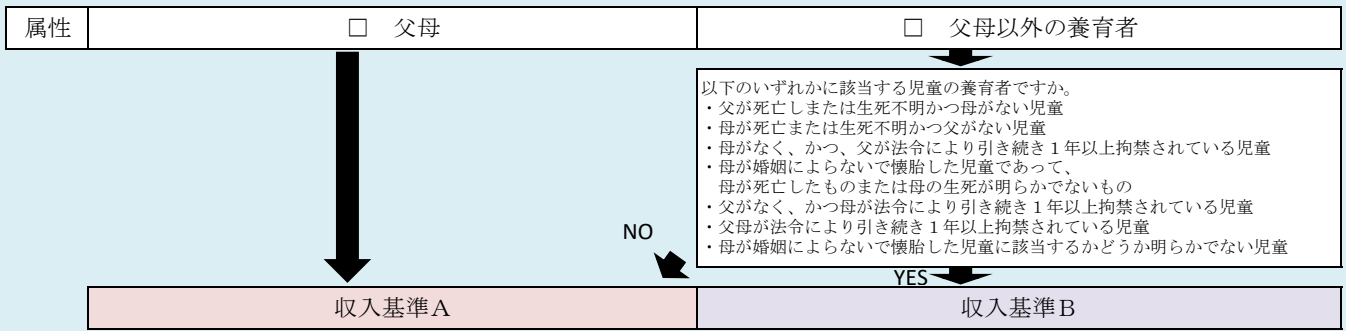 属性
□　父母
□　父母以外の養育者
以下のいずれかに該当する児童の養育者ですか。
・父が死亡しまたは生死不明かつ母がない児童
・母が死亡または生死不明かつ父がない児童
・母がなく、かつ、父が法令により引き続き１年以上拘禁されている児童
・母が婚姻によらないで懐胎した児童であって、
　母が死亡したものまたは母の生死が明らかでないもの
・父がなく、かつ母が法令により引き続き１年以上拘禁されている児童
・父母が法令により引き続き１年以上拘禁されている児童
・母が婚姻によらないで懐胎した児童に該当するかどうか明らかでない児童
NO
YES
収入基準Ａ
収入基準Ｂ